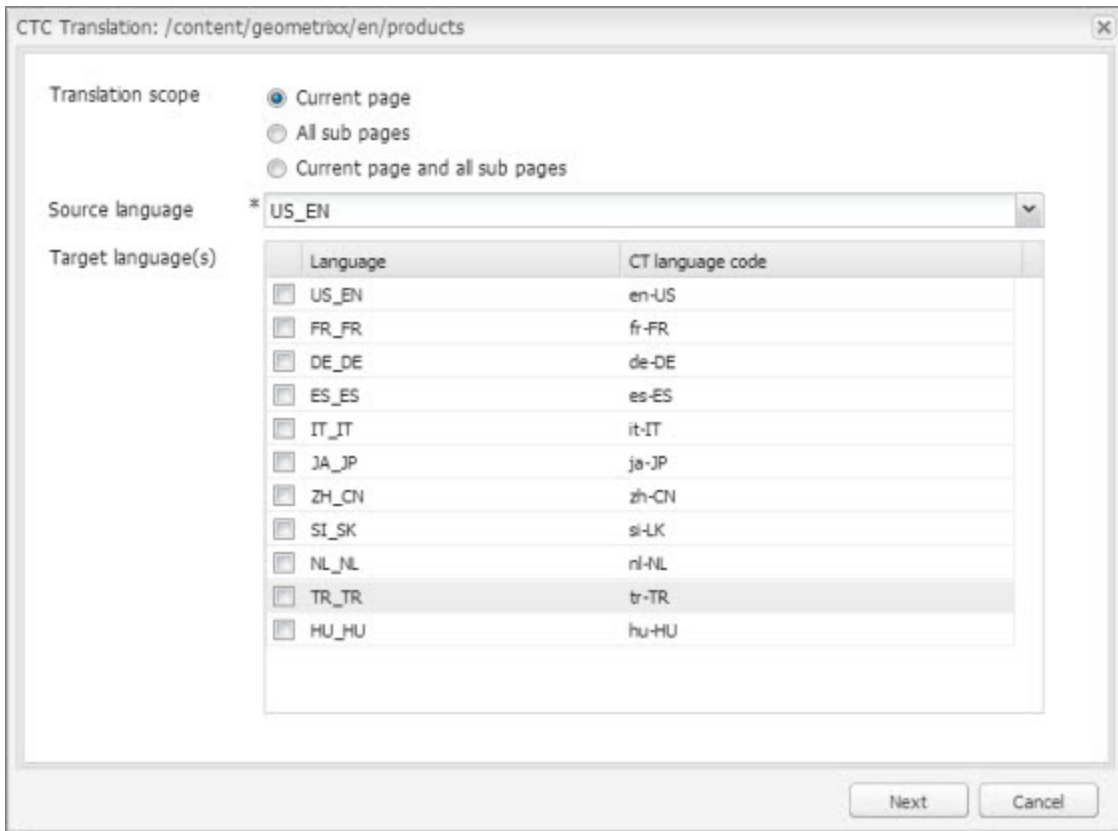 CTC Translation: /content/geometrixx/en/products
Translation scope
Current page
All sub pages
Current page and all sub pages
Source language * US_EN
Target language(s)
Language CT language code
US_EN en-US
FR_FR fr-FR
DE_DE de-DE
ES_ES es-ES
IT_IT it-IT
JA_JP ja-JP
ZH_CN zh-CN
SI_SK si-LK
NL_NL nl-NL
TR_TR tr-TR
HU_HU hu-HU
Next Cancel